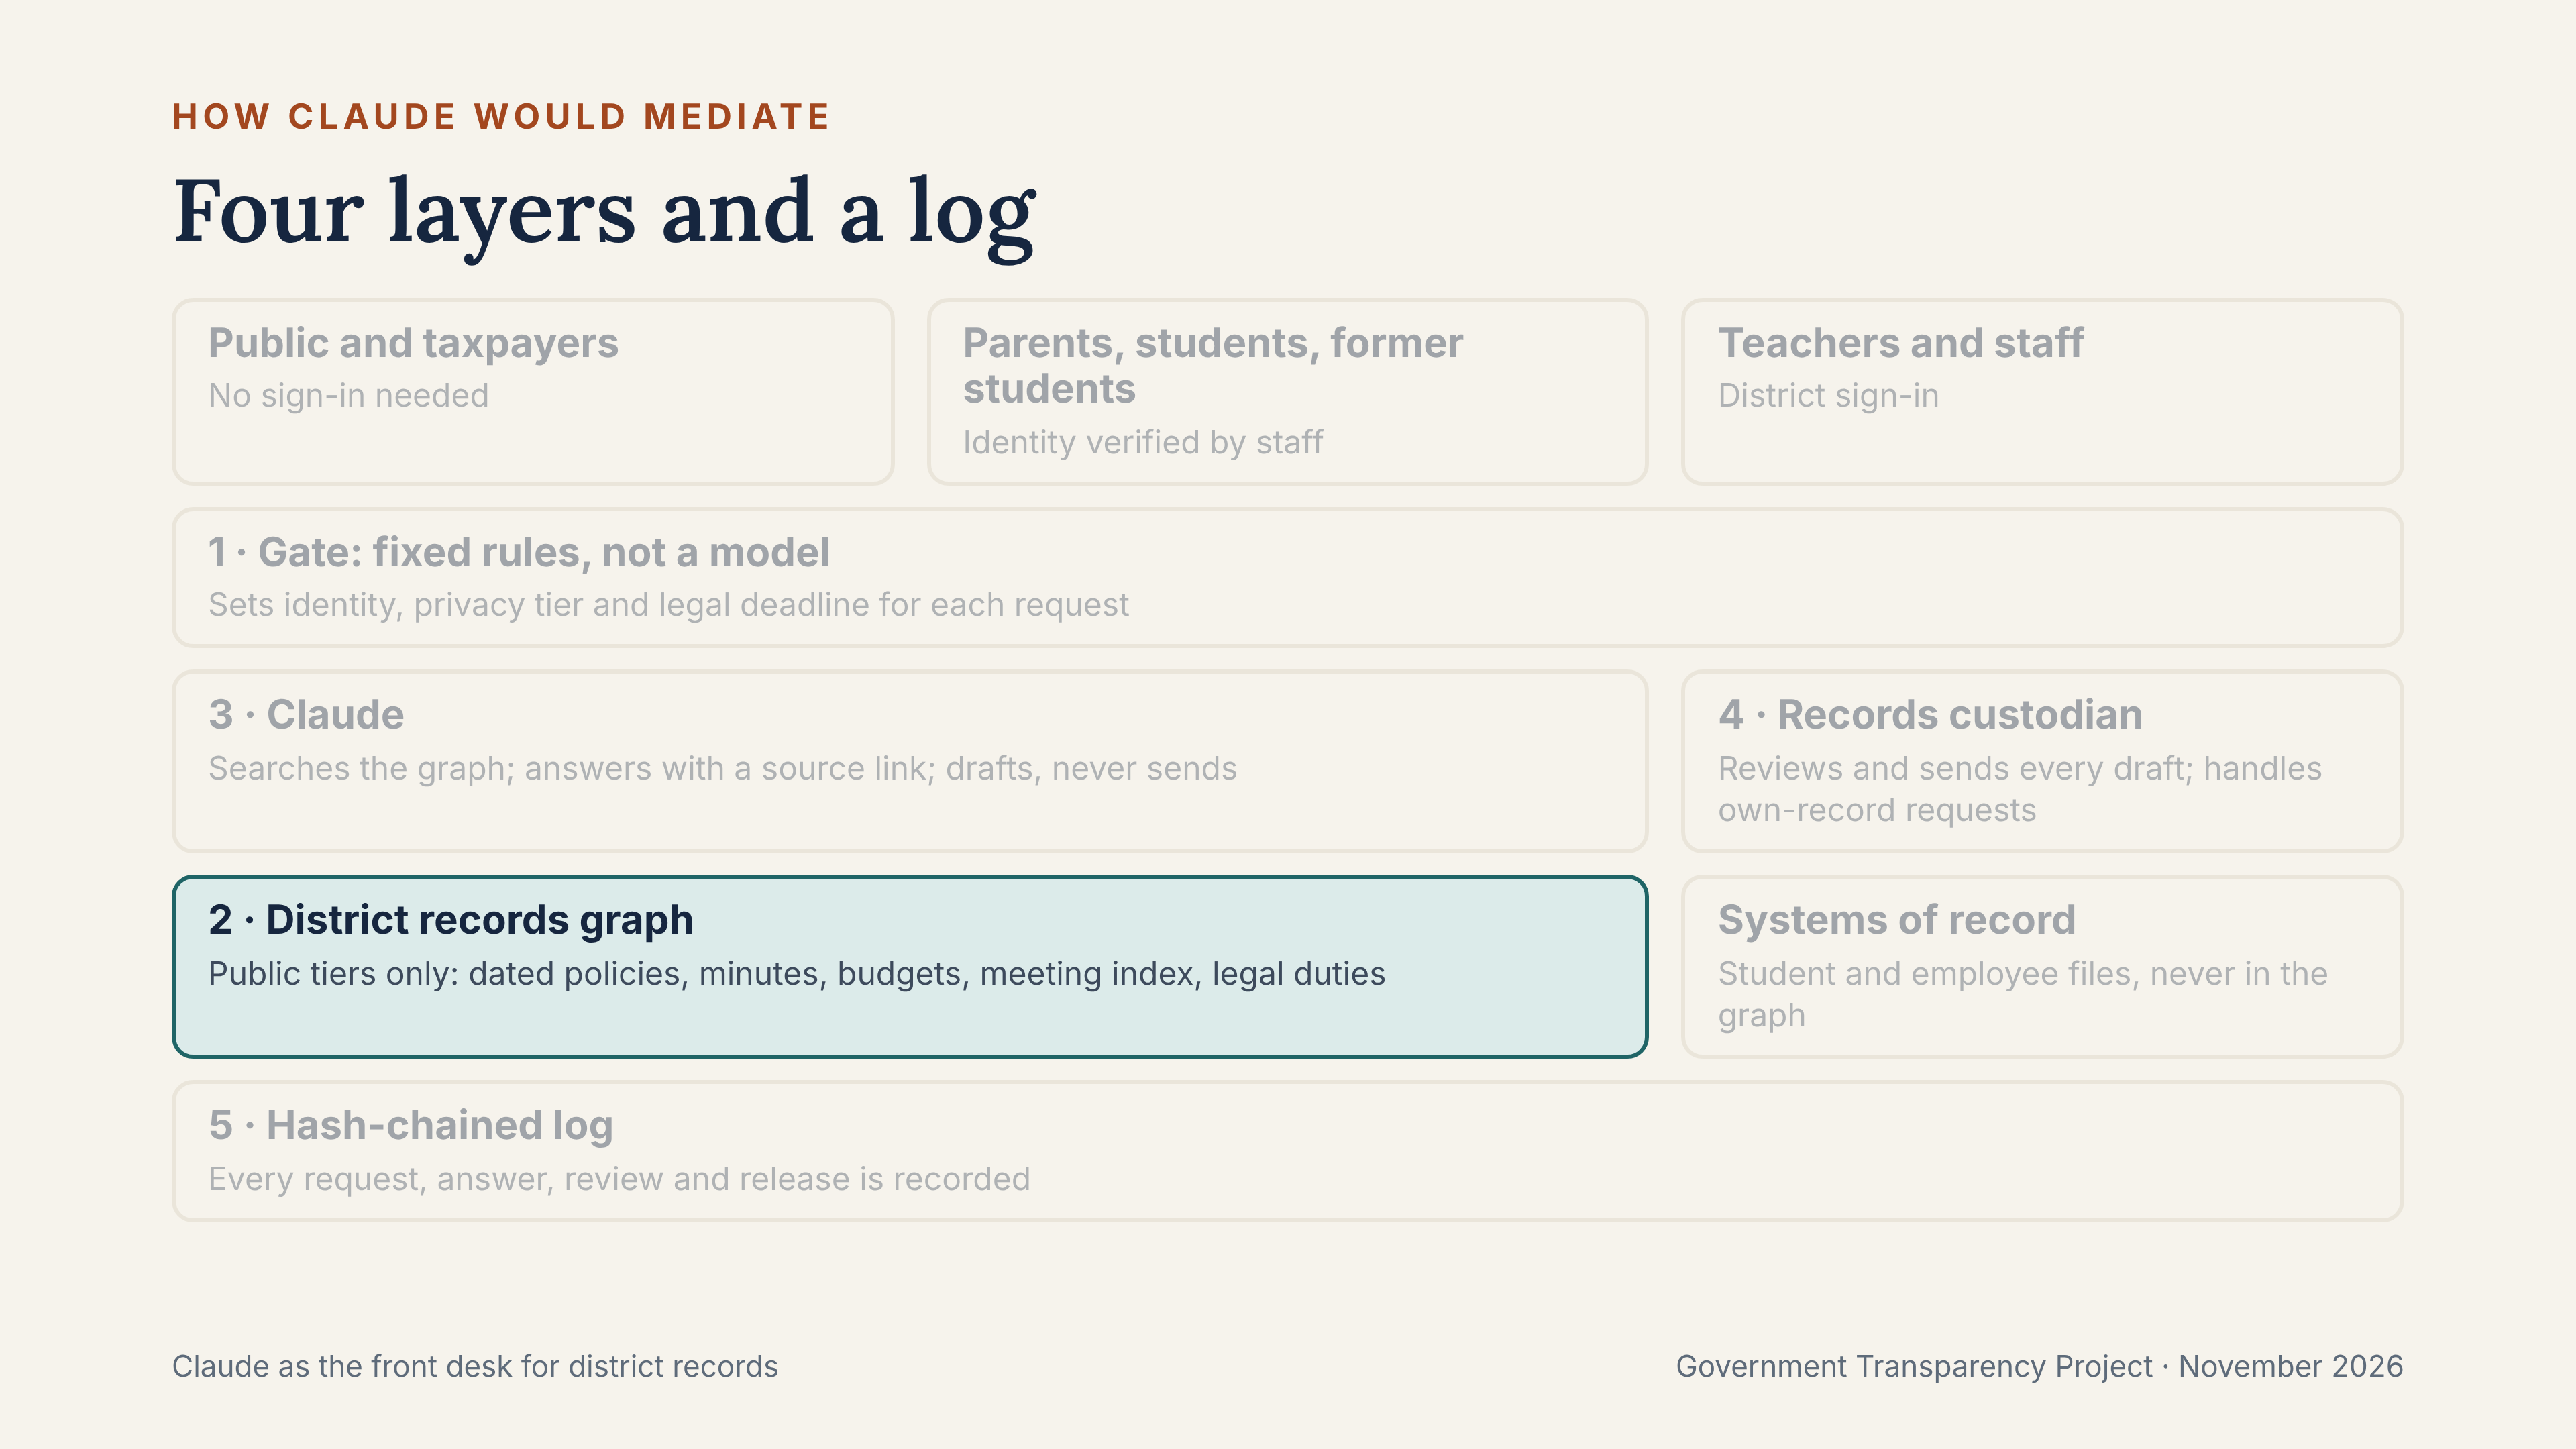 HOW CLAUDE WOULD MEDIATE
Four layers and a log
Public and taxpayers
No sign-in needed
Parents, students, former
students
Identity verified by staff
Teachers and staff
District sign-in
1 · Gate: fixed rules, not a model
Sets identity, privacy tier and legal deadline for each request
3 · Claude
Searches the graph; answers with a source link; drafts, never sends
4 · Records custodian
Reviews and sends every draft; handles
own-record requests
2 · District records graph
Public tiers only: dated policies, minutes, budgets, meeting index, legal duties
Systems of record
Student and employee files, never in the
graph
5 · Hash-chained log
Every request, answer, review and release is recorded
Claude as the front desk for district records
Government Transparency Project · November 2026